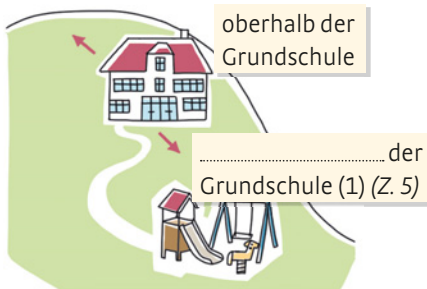 oberhalb der
Grundschule
........................................ der
Grundschule (1) (Z. 5)